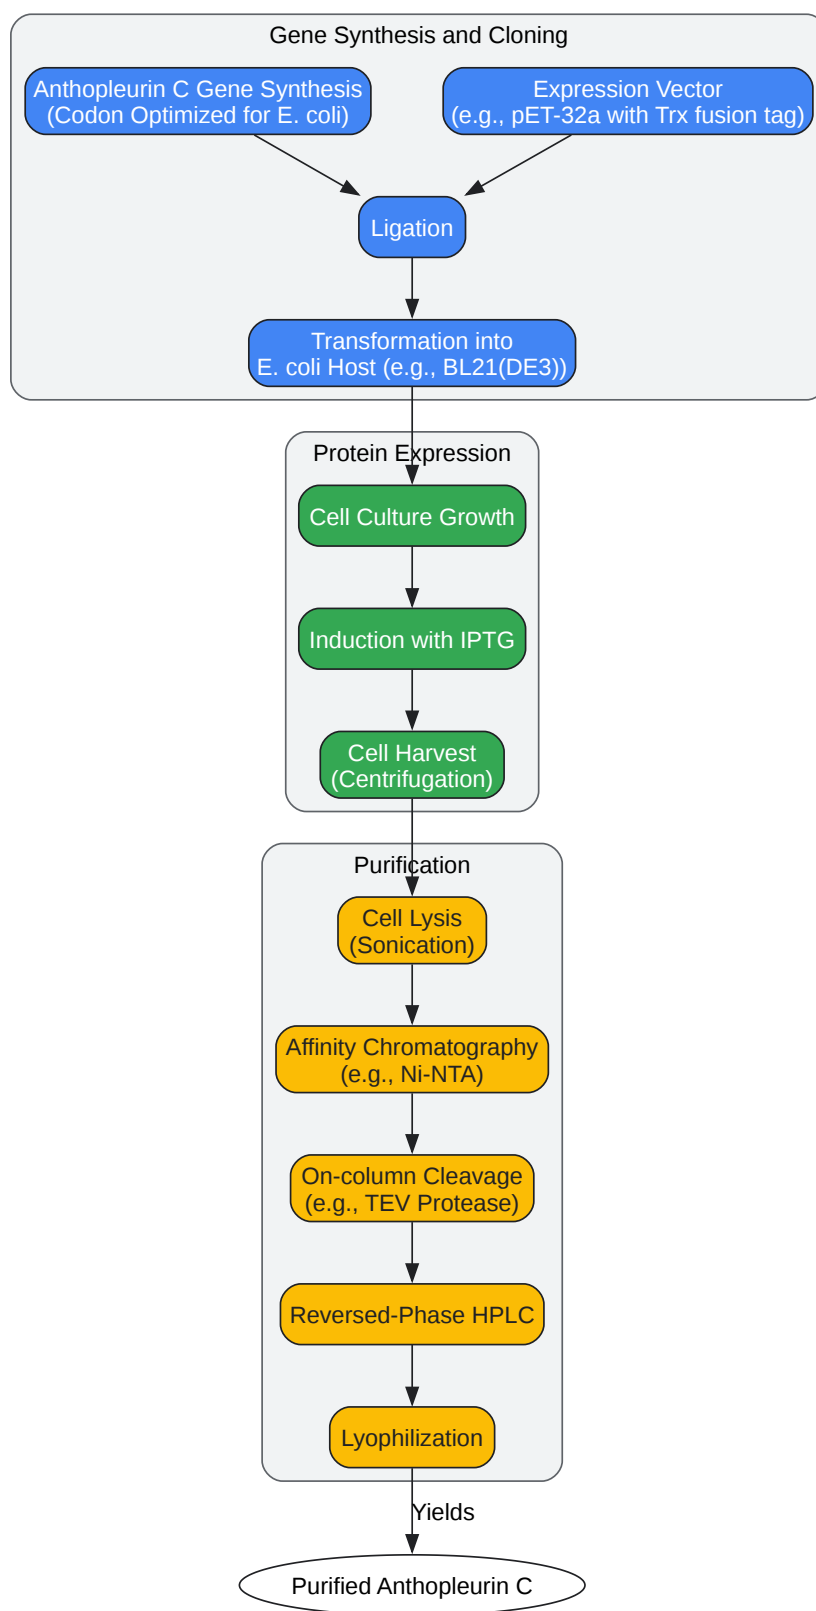 Gene Synthesis and Cloning
Anthopleurin C Gene Synthesis
(Codon Optimized for E. coli)
Expression Vector
(e.g., pET-32a with Trx fusion tag)
Ligation
Transformation into
E. coli Host (e.g., BL21(DE3))
Protein Expression
Cell Culture Growth
Induction with IPTG
Cell Harvest
(Centrifugation)
Purification
Cell Lysis
(Sonication)
Affinity Chromatography
(e.g., Ni-NTA)
On-column Cleavage
(e.g., TEV Protease)
Reversed-Phase HPLC
Lyophilization
Yields
Purified Anthopleurin C